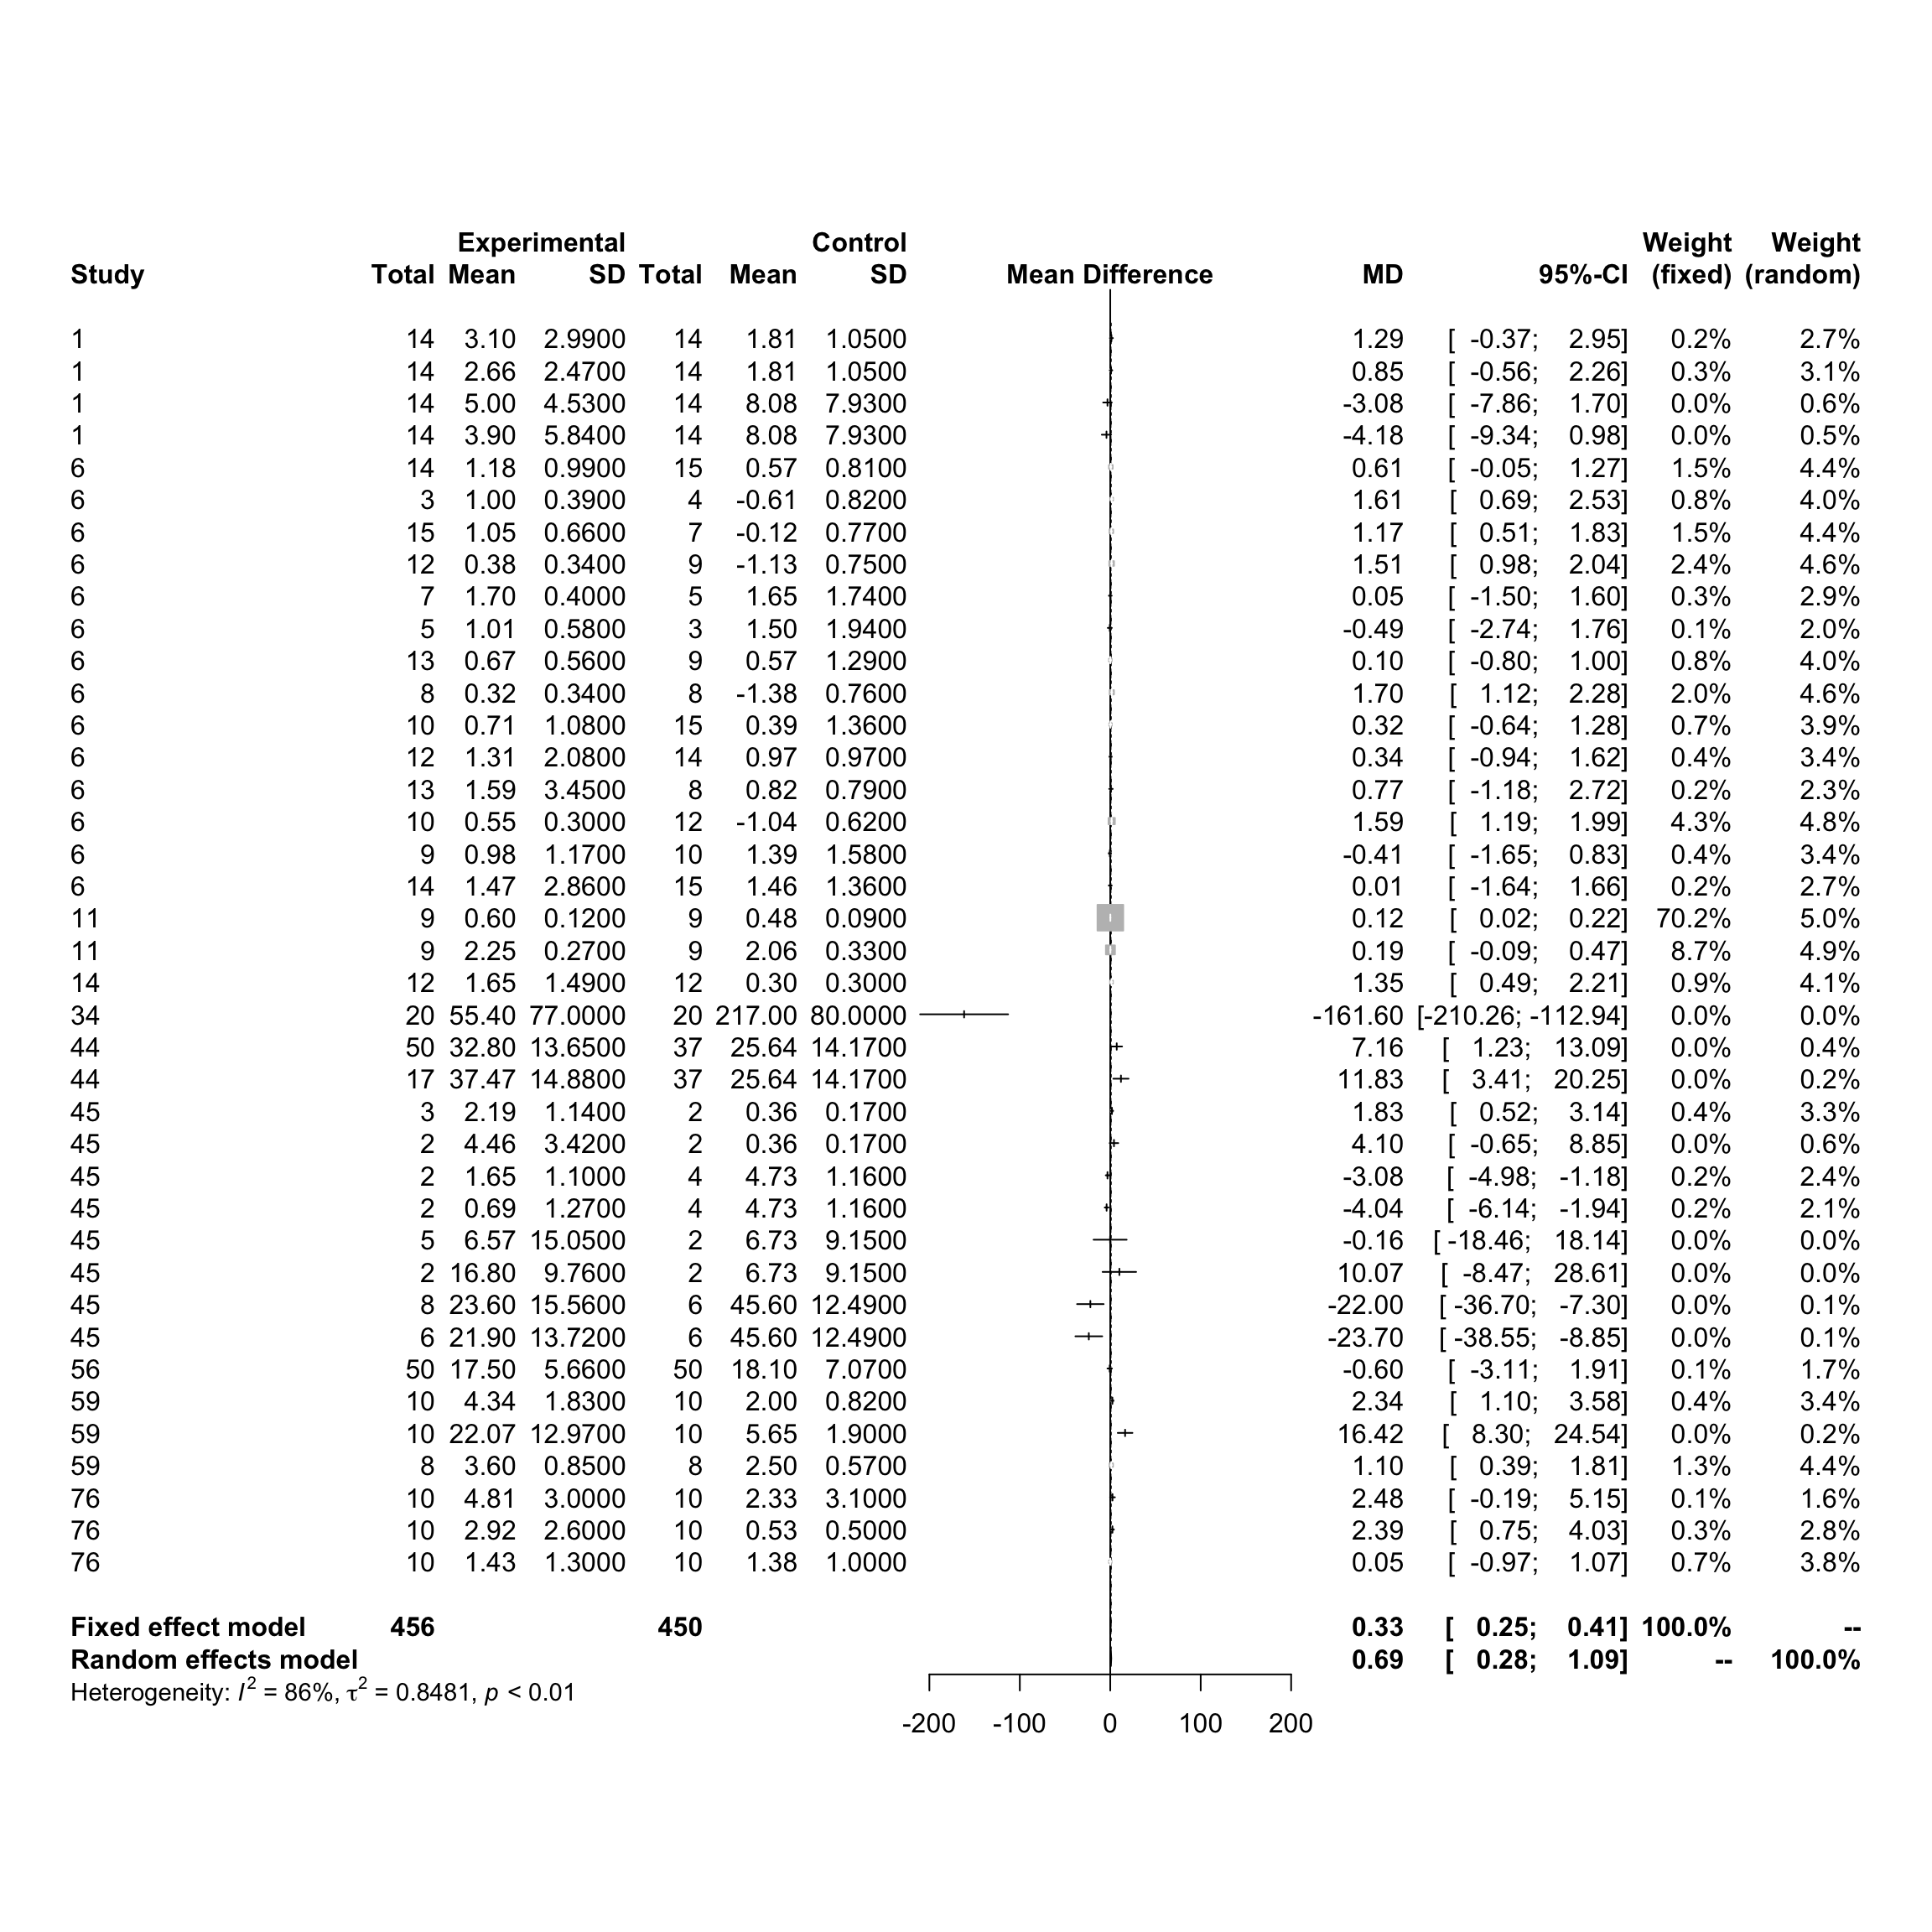 Experimental Control Weight Weight
Study Total Mean SD Total Mean SD Mean Difference MD 95%-CI (fixed) (random)
1 14 3.10 2.9900 14 1.81 1.0500 1.29 [ -0.37; 2.95] 0.2% 2.7%
1 14 2.66 2.4700 14 1.81 1.0500 0.85 [ -0.56; 2.26] 0.3% 3.1%
1 14 5.00 4.5300 14 8.08 7.9300 -3.08 [ -7.86; 1.70] 0.0% 0.6%
1 14 3.90 5.8400 14 8.08 7.9300 -4.18 [ -9.34; 0.98] 0.0% 0.5%
6 14 1.18 0.9900 15 0.57 0.8100 0.61 [ -0.05; 1.27] 1.5% 4.4%
6 3 1.00 0.3900 4 -0.61 0.8200 1.61 [ 0.69; 2.53] 0.8% 4.0%
6 15 1.05 0.6600 7 -0.12 0.7700 1.17 [ 0.51; 1.83] 1.5% 4.4%
6 12 0.38 0.3400 9 -1.13 0.7500 1.51 [ 0.98; 2.04] 2.4% 4.6%
6 7 1.70 0.4000 5 1.65 1.7400 0.05 [ -1.50; 1.60] 0.3% 2.9%
6 5 1.01 0.5800 3 1.50 1.9400 -0.49 [ -2.74; 1.76] 0.1% 2.0%
6 13 0.67 0.5600 9 0.57 1.2900 0.10 [ -0.80; 1.00] 0.8% 4.0%
6 8 0.32 0.3400 8 -1.38 0.7600 1.70 [ 1.12; 2.28] 2.0% 4.6%
6 10 0.71 1.0800 15 0.39 1.3600 0.32 [ -0.64; 1.28] 0.7% 3.9%
6 12 1.31 2.0800 14 0.97 0.9700 0.34 [ -0.94; 1.62] 0.4% 3.4%
6 13 1.59 3.4500 8 0.82 0.7900 0.77 [ -1.18; 2.72] 0.2% 2.3%
6 10 0.55 0.3000 12 -1.04 0.6200 1.59 [ 1.19; 1.99] 4.3% 4.8%
6 9 0.98 1.1700 10 1.39 1.5800 -0.41 [ -1.65; 0.83] 0.4% 3.4%
6 14 1.47 2.8600 15 1.46 1.3600 0.01 [ -1.64; 1.66] 0.2% 2.7%
11 9 0.60 0.1200 9 0.48 0.0900 0.12 [ 0.02; 0.22] 70.2% 5.0%
11 9 2.25 0.2700 9 2.06 0.3300 0.19 [ -0.09; 0.47] 8.7% 4.9%
14 12 1.65 1.4900 12 0.30 0.3000 1.35 [ 0.49; 2.21] 0.9% 4.1%
34 20 55.40 77.0000 20 217.00 80.0000 -161.60 [-210.26; -112.94] 0.0% 0.0%
44 50 32.80 13.6500 37 25.64 14.1700 7.16 [ 1.23; 13.09] 0.0% 0.4%
44 17 37.47 14.8800 37 25.64 14.1700 11.83 [ 3.41; 20.25] 0.0% 0.2%
45 3 2.19 1.1400 2 0.36 0.1700 1.83 [ 0.52; 3.14] 0.4% 3.3%
45 2 4.46 3.4200 2 0.36 0.1700 4.10 [ -0.65; 8.85] 0.0% 0.6%
45 2 1.65 1.1000 4 4.73 1.1600 -3.08 [ -4.98; -1.18] 0.2% 2.4%
45 2 0.69 1.2700 4 4.73 1.1600 -4.04 [ -6.14; -1.94] 0.2% 2.1%
45 5 6.57 15.0500 2 6.73 9.1500 -0.16 [ -18.46; 18.14] 0.0% 0.0%
45 2 16.80 9.7600 2 6.73 9.1500 10.07 [ -8.47; 28.61] 0.0% 0.0%
45 8 23.60 15.5600 6 45.60 12.4900 -22.00 [ -36.70; -7.30] 0.0% 0.1%
45 6 21.90 13.7200 6 45.60 12.4900 -23.70 [ -38.55; -8.85] 0.0% 0.1%
56 50 17.50 5.6600 50 18.10 7.0700 -0.60 [ -3.11; 1.91] 0.1% 1.7%
59 10 4.34 1.8300 10 2.00 0.8200 2.34 [ 1.10; 3.58] 0.4% 3.4%
59 10 22.07 12.9700 10 5.65 1.9000 16.42 [ 8.30; 24.54] 0.0% 0.2%
59 8 3.60 0.8500 8 2.50 0.5700 1.10 [ 0.39; 1.81] 1.3% 4.4%
76 10 4.81 3.0000 10 2.33 3.1000 2.48 [ -0.19; 5.15] 0.1% 1.6%
76 10 2.92 2.6000 10 0.53 0.5000 2.39 [ 0.75; 4.03] 0.3% 2.8%
76 10 1.43 1.3000 10 1.38 1.0000 0.05 [ -0.97; 1.07] 0.7% 3.8%
Fixed effect model 456 450 0.33 [ 0.25; 0.41] 100.0% --
Random effects model 0.69 [ 0.28; 1.09] -- 100.0%
Heterogeneity: I² = 86%, τ² = 0.8481, p < 0.01
-200 -100 0 100 200